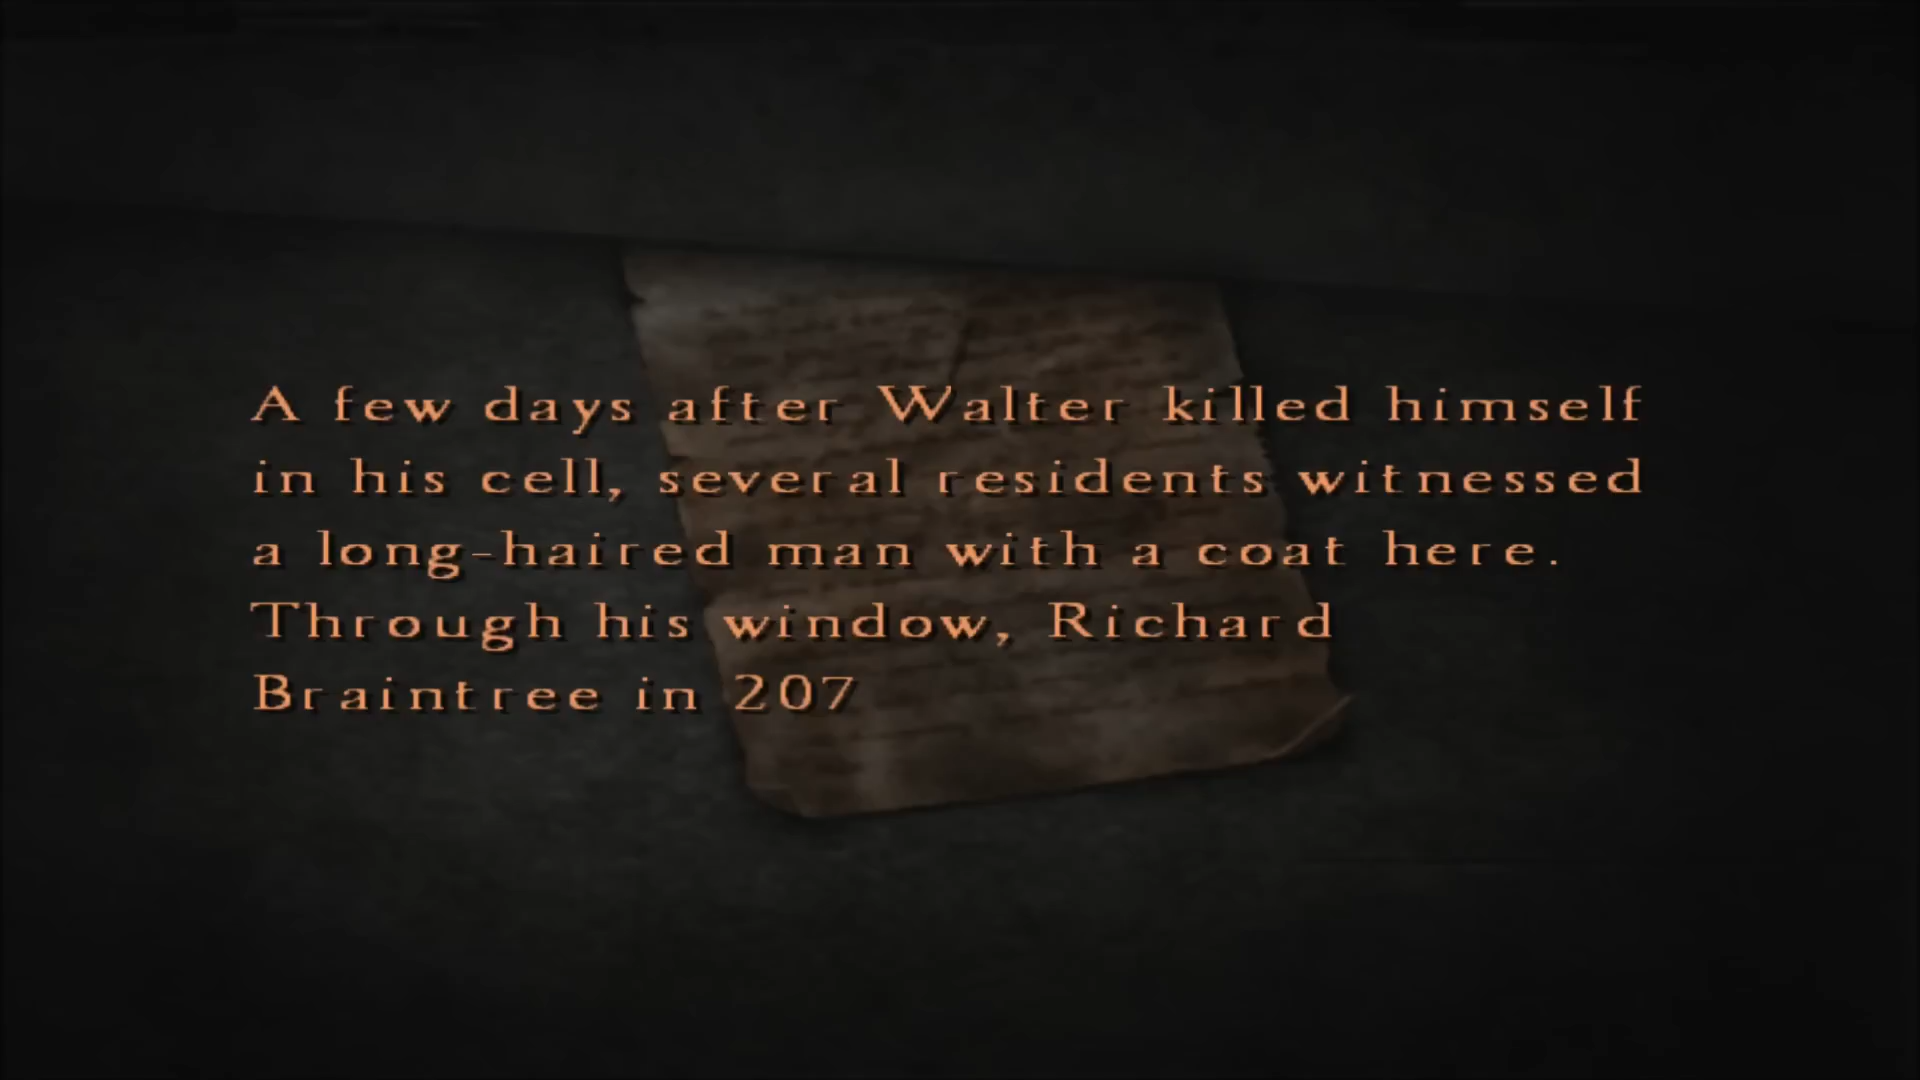 A few days after Walter killed himself
in his cell, several residents witnessed
a long-haired man with a coat here.
Through his window, Richard
Braintree in 207